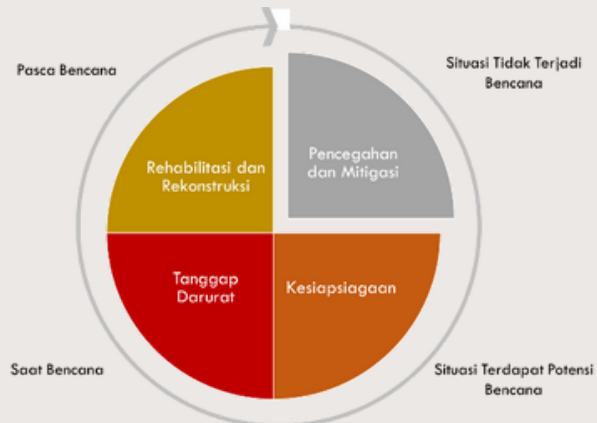 Pasca Bencana
Situasi Tidak Terjadi
Bencana
Rehabilitasi dan
Rekonstruksi
Pencegahan
dan Mitigasi
Tanggap
Darurat
Kesiapsiagaan
Saat Bencana
Situasi Terdapat Potensi
Bencana